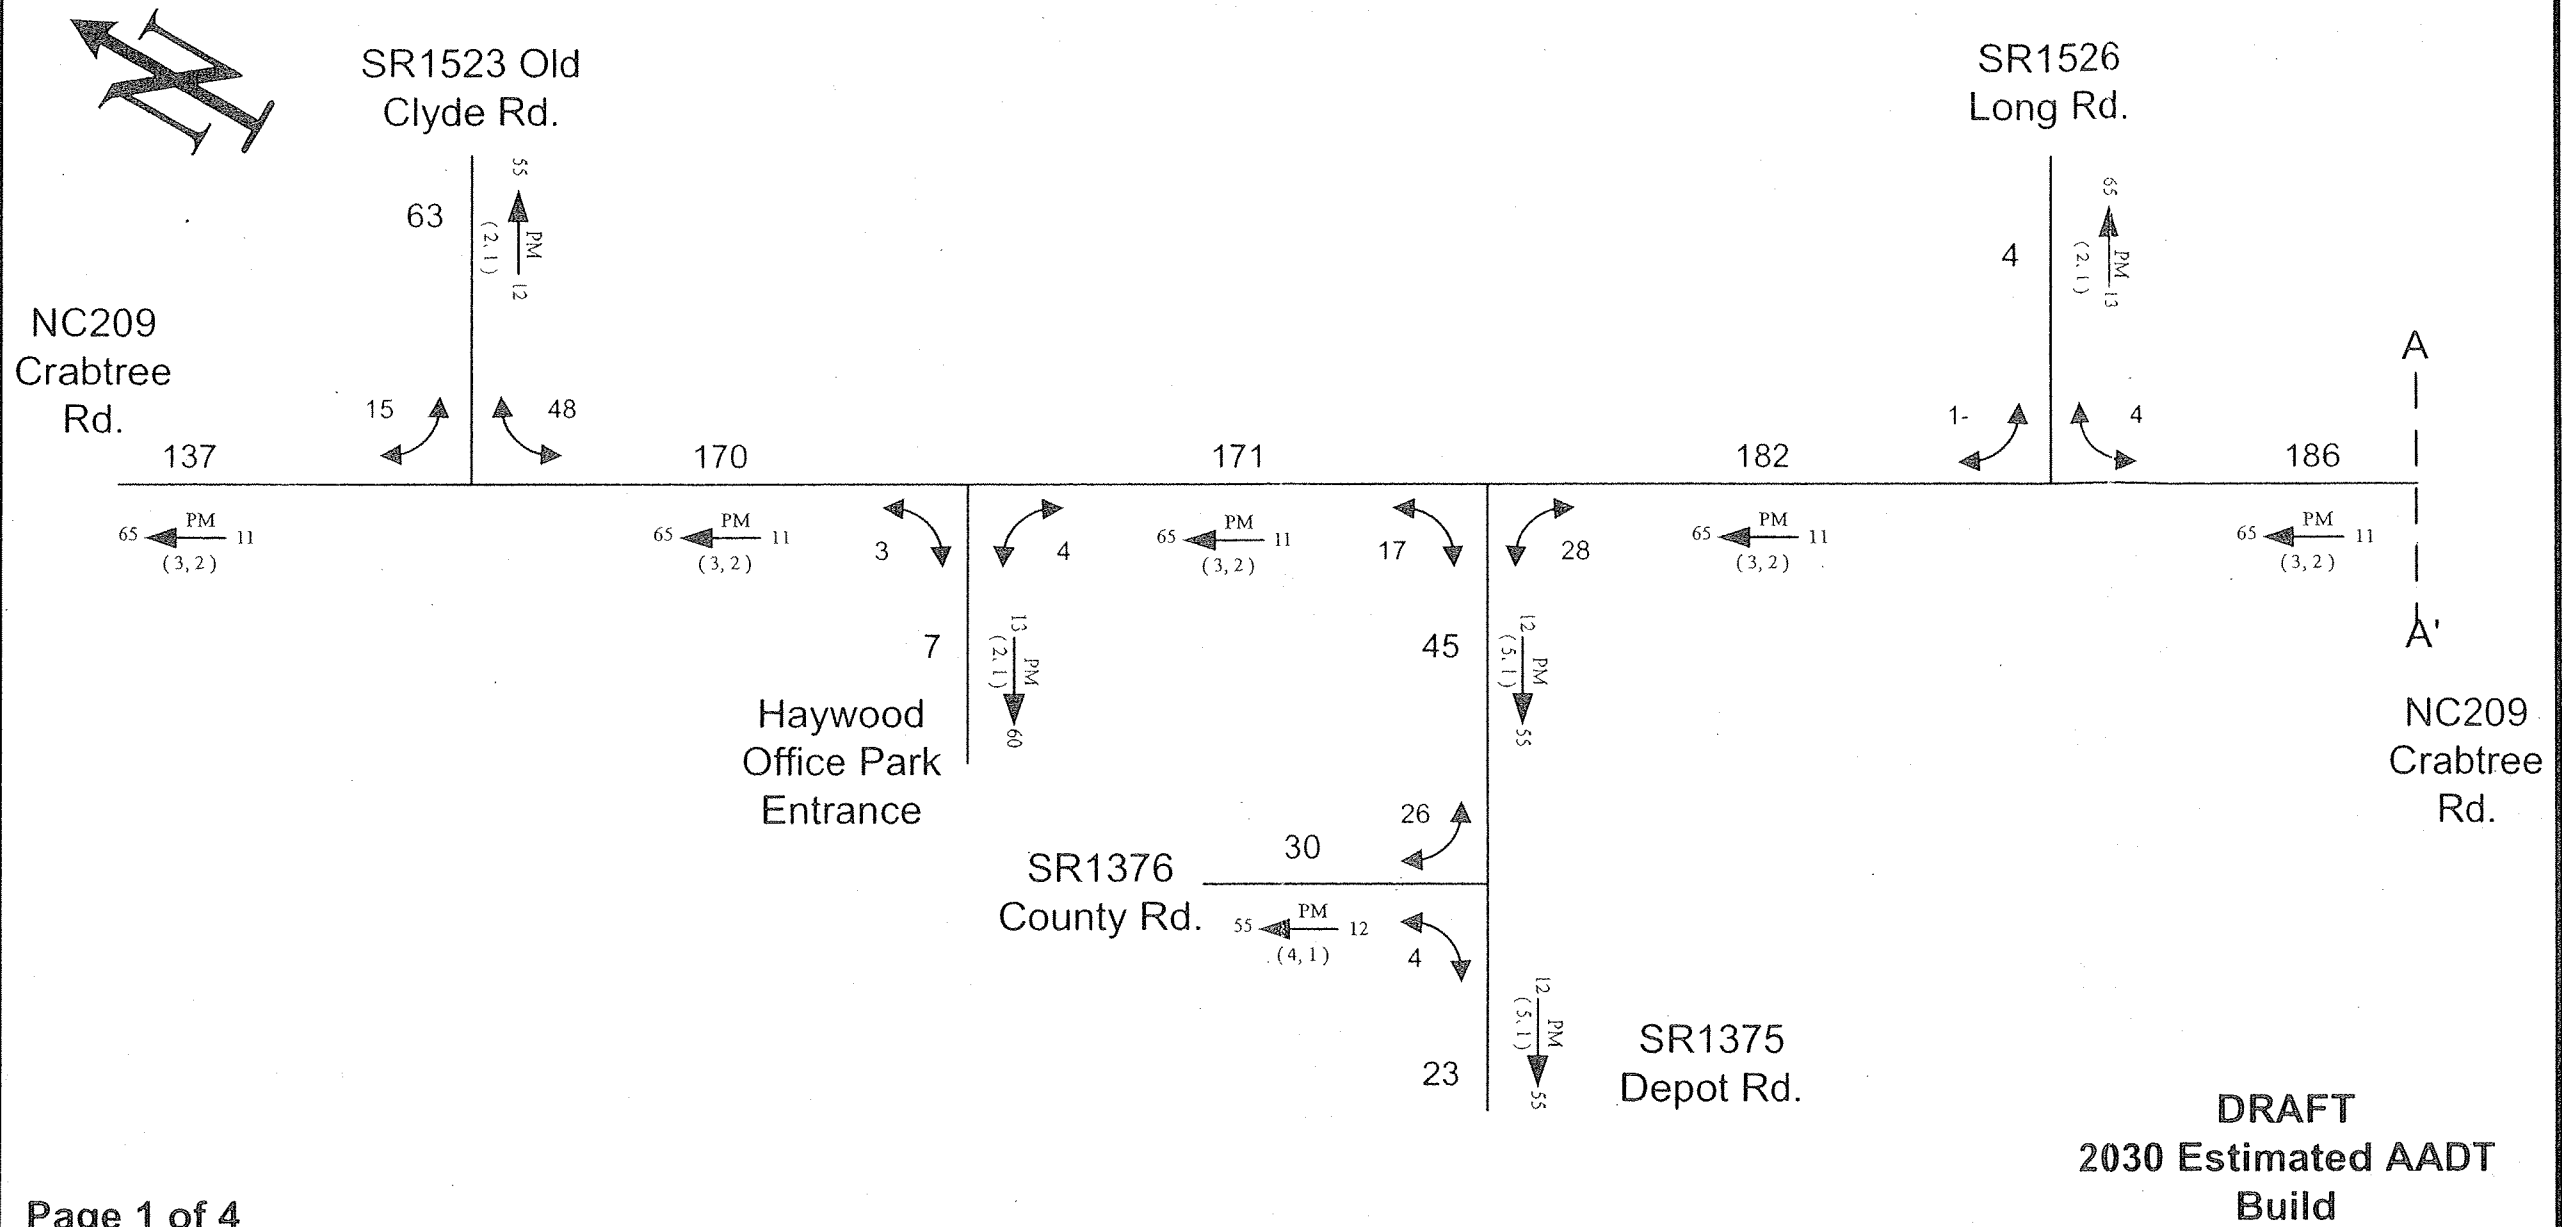 N
SR1523 Old
Clyde Rd.
SR1526
Long Rd.
55
PM
(2,1)
12
63
65
PM
(2,1)
13
4
NC209
Crabtree
Rd.
A
15
48
1-
4
137
170
171
182
186
65 PM 11
(3,2)
65 PM 11
(3,2)
65 PM 11
(3,2)
65 PM 11
(3,2)
65 PM 11
(3,2)
3
4
17
28
A'
7
13
PM
(2,1)
60
45
12
PM
(5,1)
55
Haywood
Office Park
Entrance
NC209
Crabtree
Rd.
26
30
SR1376
County Rd.
55 PM 12
(4,1)
4
12
PM
(5,1)
55
23
SR1375
Depot Rd.
DRAFT
2030 Estimated AADT
Build
Page 1 of 4